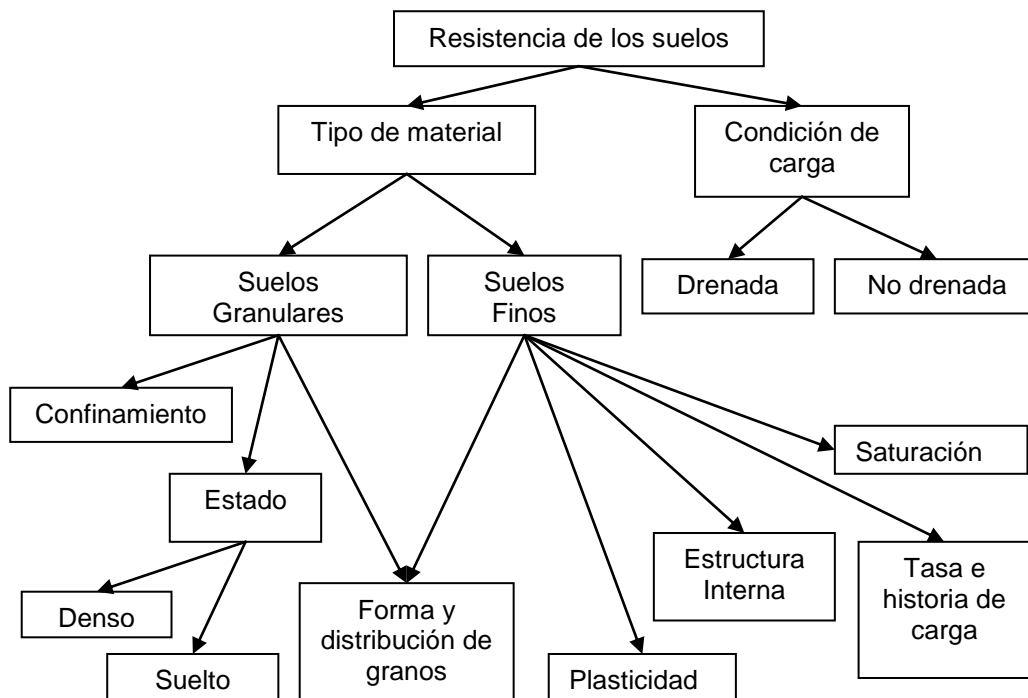 Resistencia de los suelos
Tipo de material
Condición de
carga
Suelos
Granulares
Suelos
Finos
Drenada
No drenada
Confinamiento
Saturación
Estado
Estructura
Interna
Tasa e
historia de
carga
Denso
Forma y
distribución de
granos
Suelto
Plasticidad